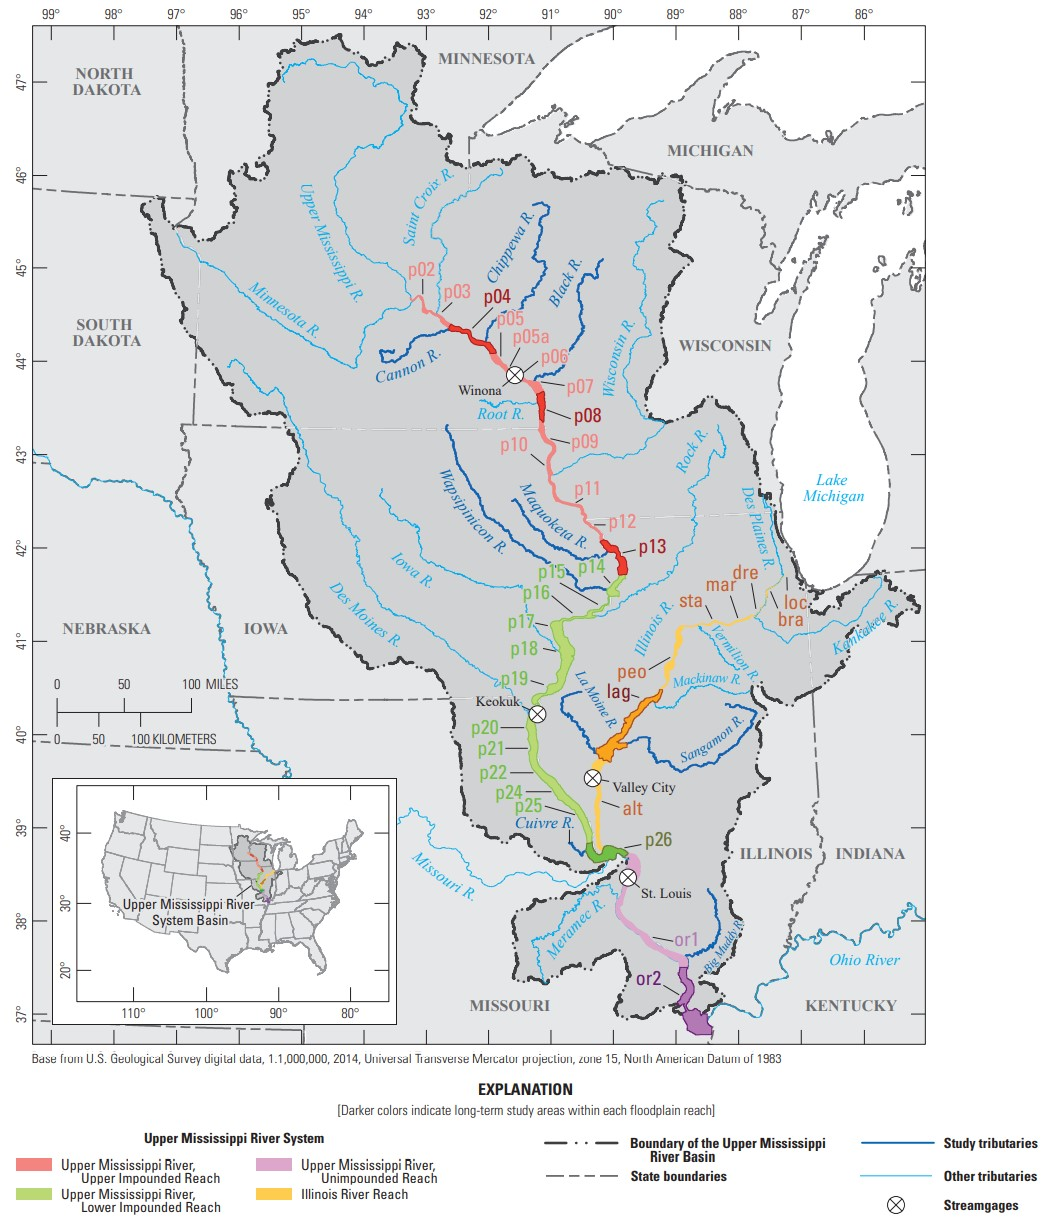 99° 98° 97° 96° 95° 94° 93° 92° 91° 90° 89° 88° 87° 86°
47°
46°
45°
44°
43°
42°
41°
40°
39°
38°
37°
NORTH
DAKOTA
MINNESOTA
MICHIGAN
SOUTH
DAKOTA
WISCONSIN
NEBRASKA
IOWA
ILLINOIS
INDIANA
MISSOURI
KENTUCKY
Lake
Michigan
Upper Mississippi R.
Saint Croix R.
Chippewa R.
Black R.
Minnesota R.
Cannon R.
Wisconsin R.
Root R.
Rock R.
Des Plaines R.
Wapsipinicon R.
Maquoketa R.
Iowa R.
Des Moines R.
Illinois R.
Vermilion R.
Kankakee R.
Mackinaw R.
La Moine R.
Sangamon R.
Cuivre R.
Missouri R.
Meramec R.
Big Muddy R.
Ohio River
p02
p03
p04
p05
p05a
p06
Winona
p07
p08
p09
p10
p11
p12
p13
p14
p15
p16
p17
p18
p19
Keokuk
p20
p21
p22
p24
p25
p26
dre
mar
sta
loc
bra
peo
lag
Valley City
alt
St. Louis
or1
or2
0 50 100 MILES
0 50 100 KILOMETERS
40°
30°
20°
Upper Mississippi River
System Basin
110° 100° 90° 80°
Base from U.S. Geological Survey digital data, 1:1,000,000, 2014, Universal Transverse Mercator projection, zone 15, North American Datum of 1983
EXPLANATION
[Darker colors indicate long-term study areas within each floodplain reach]
Upper Mississippi River System
Upper Mississippi River,
Upper Impounded Reach
Upper Mississippi River,
Lower Impounded Reach
Upper Mississippi River,
Unimpounded Reach
Illinois River Reach
Boundary of the Upper Mississippi
River Basin
State boundaries
Study tributaries
Other tributaries
Streamgages